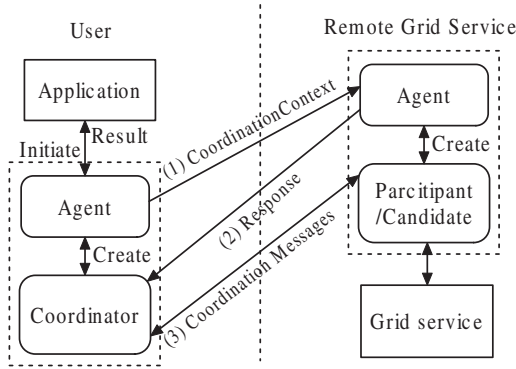 User
Remote Grid Service
Application
Agent
Initiate
Result
(1) CoordinationContext
Create
Agent
Parcitipant
/Candidate
(2) Response
Create
(3) Coordination Messages
Coordinator
Grid service